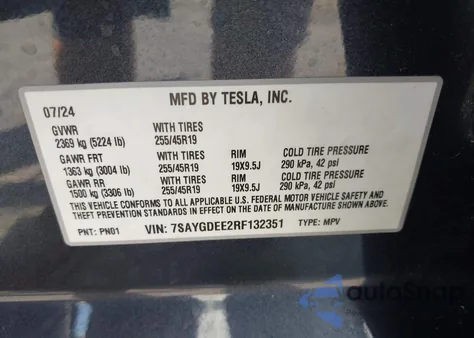 07/24 MFD BY TESLA, INC.
GVWR WITH TIRES
2369 kg (5224 lb) 255/45R19
GAWR FRT WITH TIRES RIM COLD TIRE PRESSURE
1363 kg (3004 lb) 255/45R19 19X9.5J 290 kPa, 42 psi
GAWR RR WITH TIRES RIM COLD TIRE PRESSURE
1500 kg (3306 lb) 255/45R19 19X9.5J 290 kPa, 42 psi
THIS VEHICLE CONFORMS TO ALL APPLICABLE U.S. FEDERAL MOTOR VEHICLE SAFETY AND
THEFT PREVENTION STANDARDS IN EFFECT ON THE DATE OF MANUFACTURE SHOWN ABOVE.
PNT: PN01 VIN: 7SAYGDEE2RF132351 TYPE: MPV
autoSnap